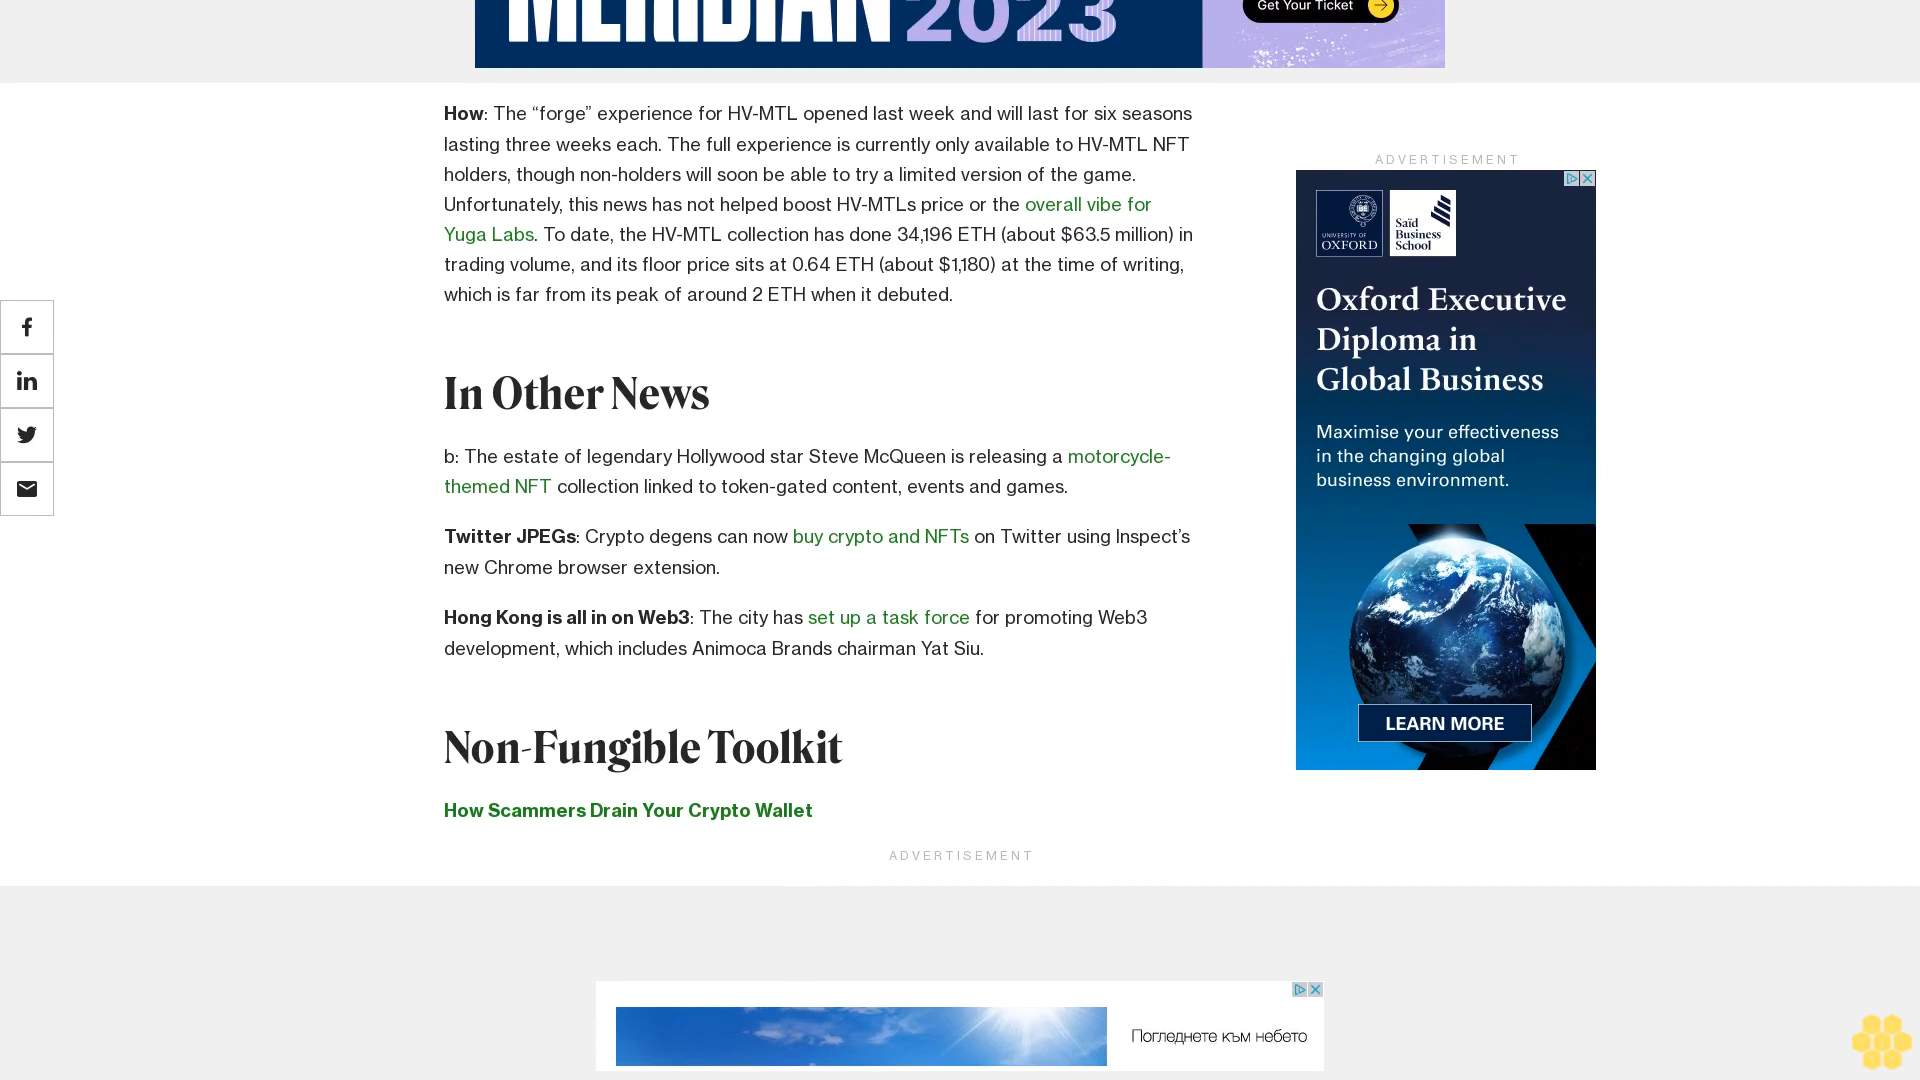 MERIDIAN 2023
Get Your Ticket
How: The “forge” experience for HV-MTL opened last week and will last for six seasons
lasting three weeks each. The full experience is currently only available to HV-MTL NFT
holders, though non-holders will soon be able to try a limited version of the game.
Unfortunately, this news has not helped boost HV-MTLs price or the overall vibe for
Yuga Labs. To date, the HV-MTL collection has done 34,196 ETH (about $63.5 million) in
trading volume, and its floor price sits at 0.64 ETH (about $1,180) at the time of writing,
which is far from its peak of around 2 ETH when it debuted.
In Other News
b: The estate of legendary Hollywood star Steve McQueen is releasing a motorcycle-
themed NFT collection linked to token-gated content, events and games.
Twitter JPEGs: Crypto degens can now buy crypto and NFTs on Twitter using Inspect’s
new Chrome browser extension.
Hong Kong is all in on Web3: The city has set up a task force for promoting Web3
development, which includes Animoca Brands chairman Yat Siu.
Non-Fungible Toolkit
How Scammers Drain Your Crypto Wallet
ADVERTISEMENT
UNIVERSITY OF
OXFORD
Saïd
Business
School
Oxford Executive
Diploma in
Global Business
Maximise your effectiveness
in the changing global
business environment.
LEARN MORE
ADVERTISEMENT
Погледнете към небето